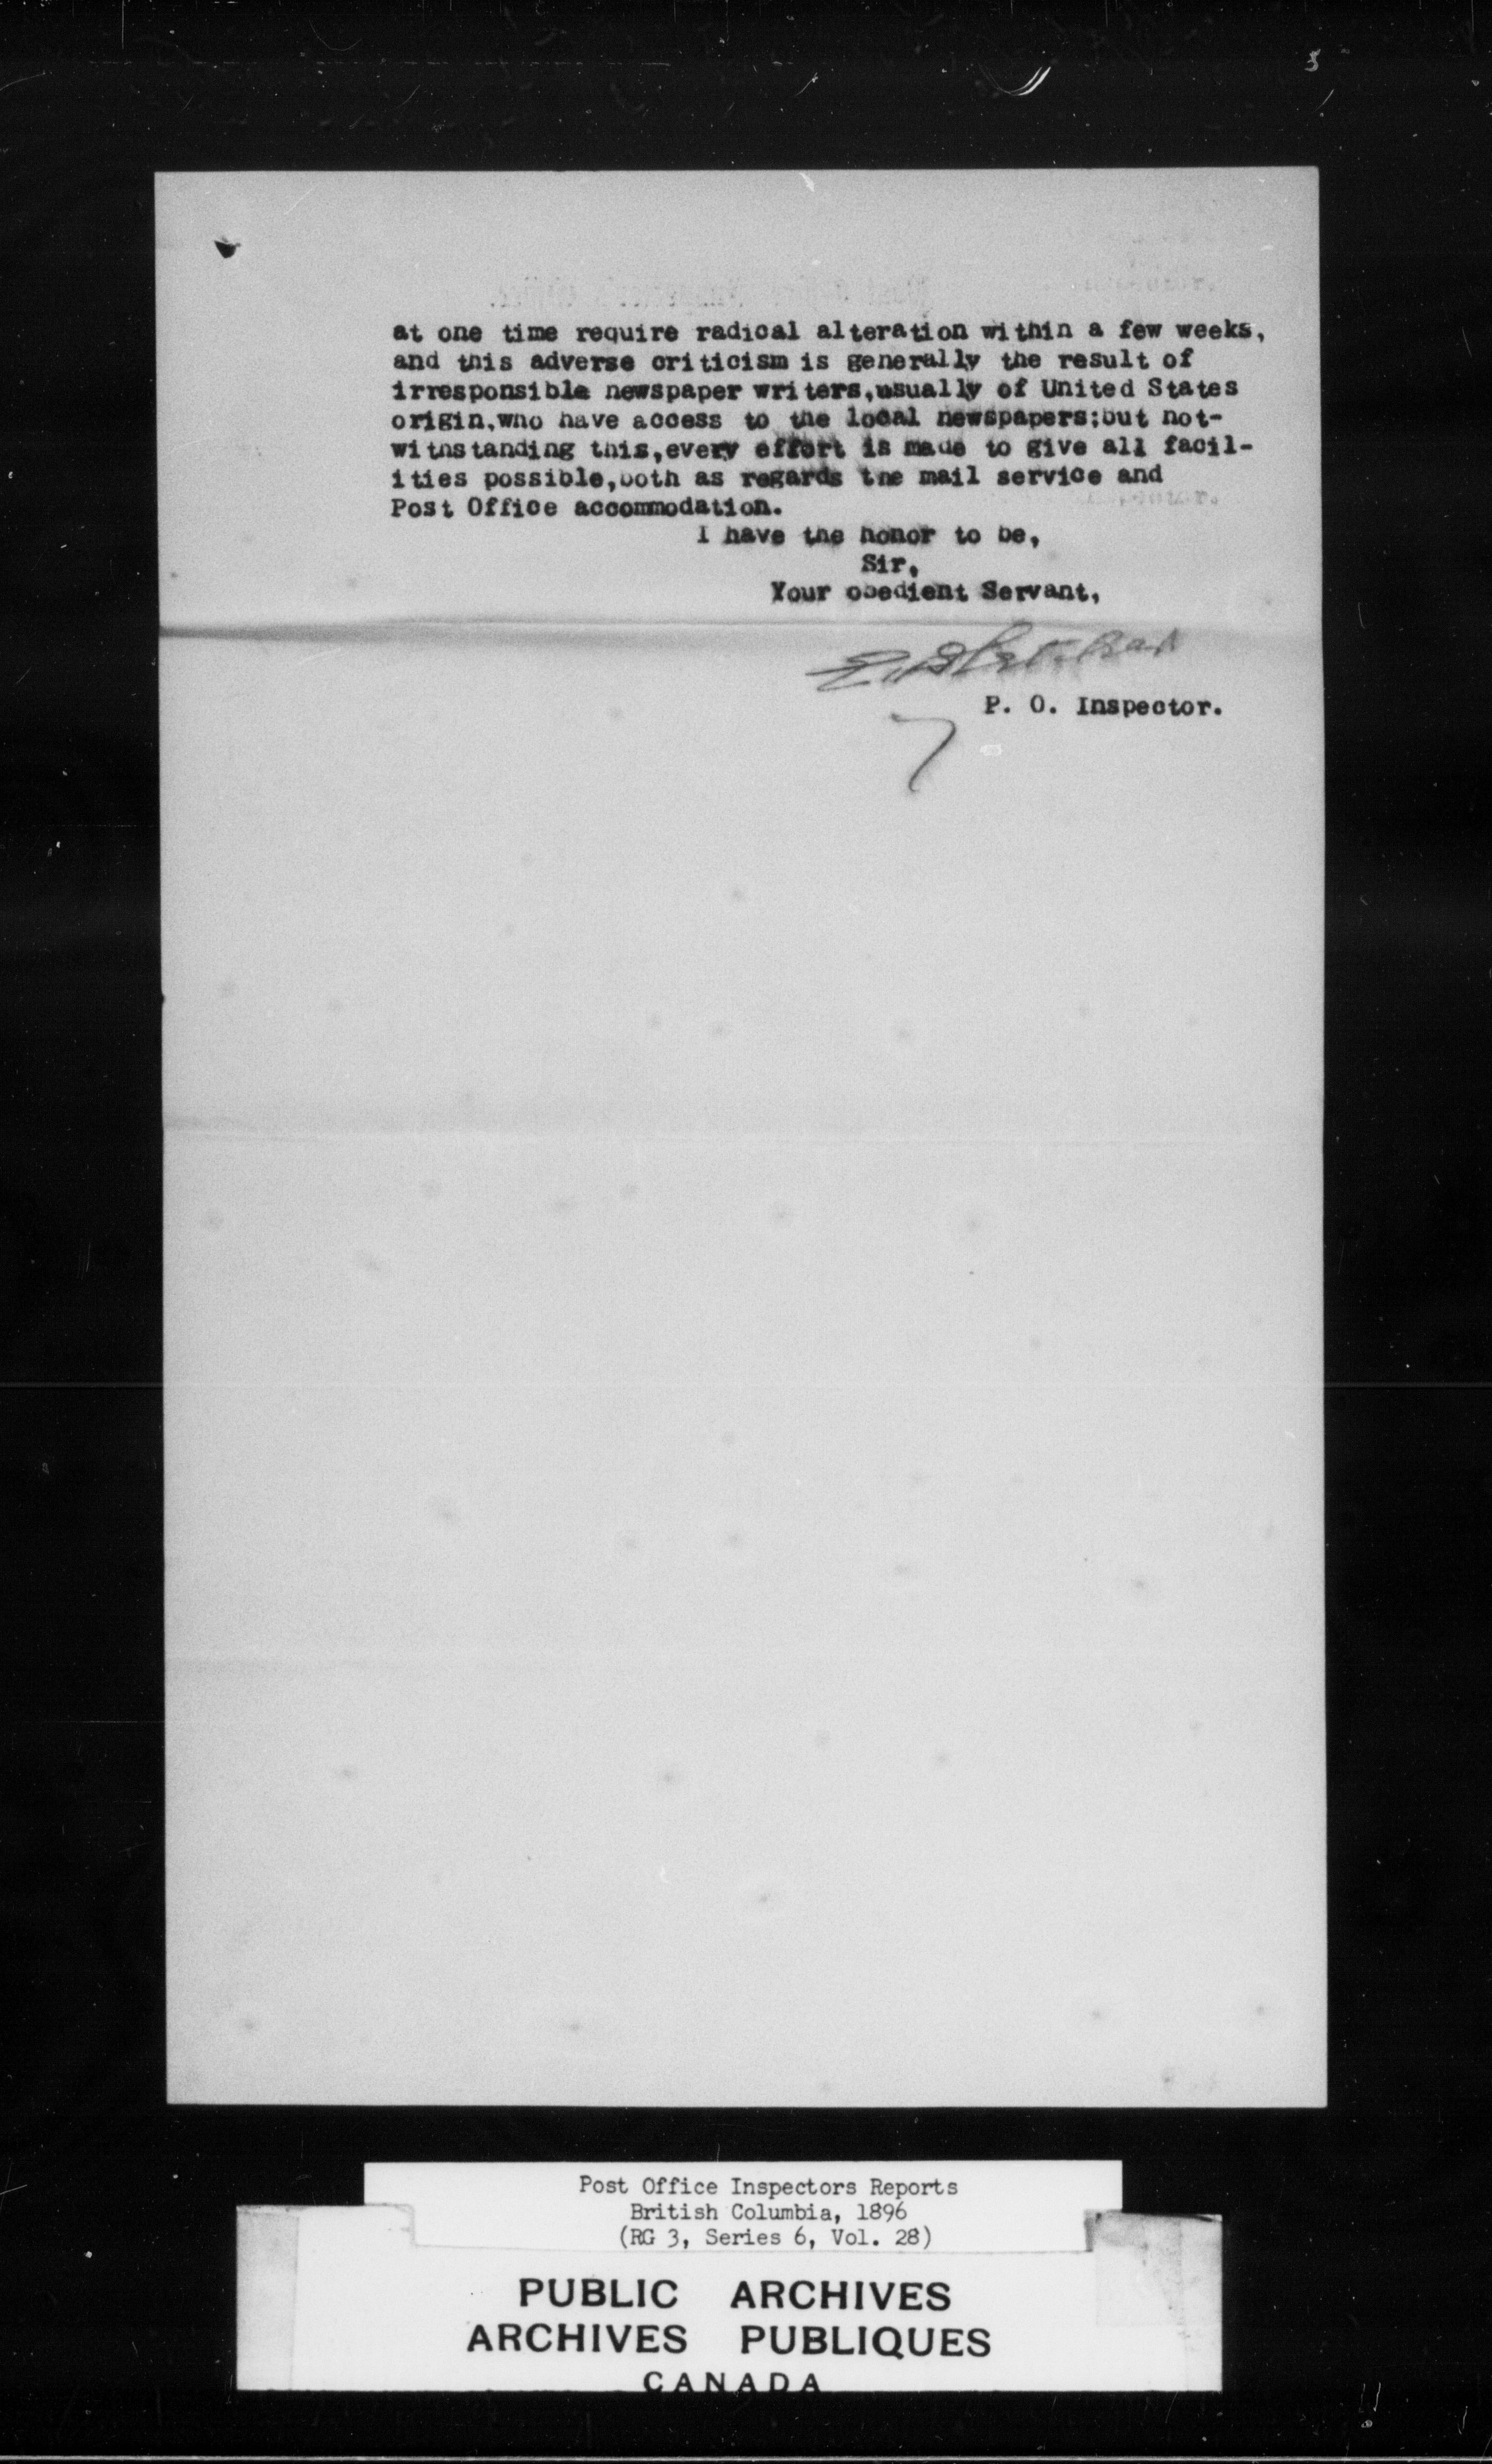 at one time require radical alteration within a few weeks,
and this adverse criticism is generally the result of
irresponsible newspaper writers,usually of United States
origin,who have access to the local newspapers;but not-
withstanding this,every effort is made to give all facil-
ities possible,both as regards the mail service and
Post Office accommodation.
I have the honor to be,
Sir,
Your obedient Servant,
P. O. Inspector.
Post Office Inspectors Reports
British Columbia, 1896
(RG 3, Series 6, Vol. 28)
PUBLIC ARCHIVES
ARCHIVES PUBLIQUES
CANADA